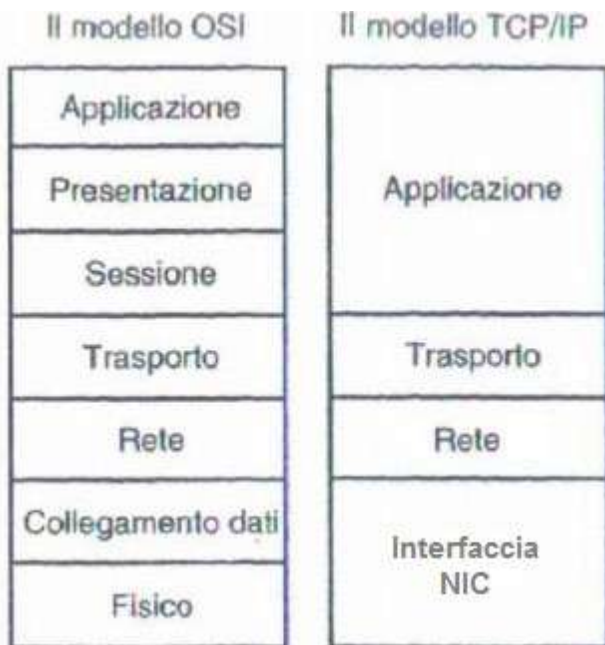 Il modello OSI
Applicazione
Presentazione
Sessione
Trasporto
Rete
Collegamento dati
Fisico
Il modello TCP/IP
Applicazione
Trasporto
Rete
Interfaccia
NIC